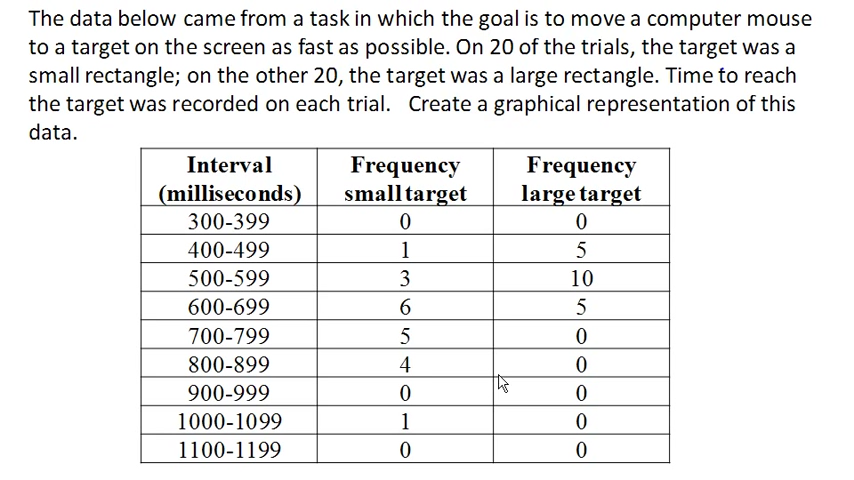 The data below came from a task in which the goal is to move a computer mouse
to a target on the screen as fast as possible. On 20 of the trials, the target was a
small rectangle; on the other 20, the target was a large rectangle. Time to reach
the target was recorded on each trial.   Create a graphical representation of this
data.
Interval Frequency Frequency
(milliseconds) small target large target
300-399 0 0
400-499 1 5
500-599 3 10
600-699 6 5
700-799 5 0
800-899 4 0
900-999 0 0
1000-1099 1 0
1100-1199 0 0